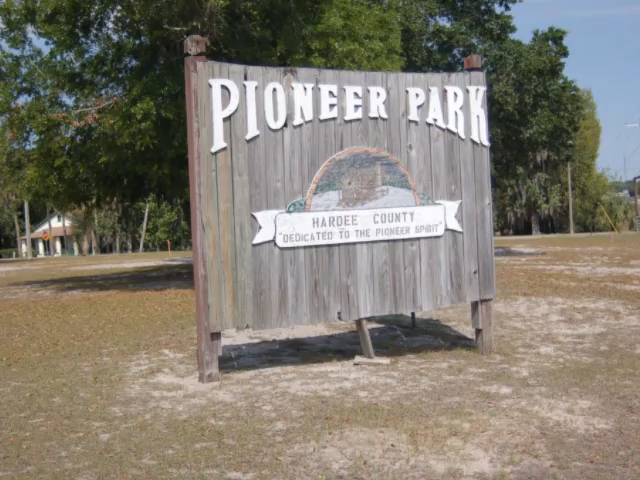 PIONEER PARK
HARDEE COUNTY
"DEDICATED TO THE PIONEER SPIRIT"